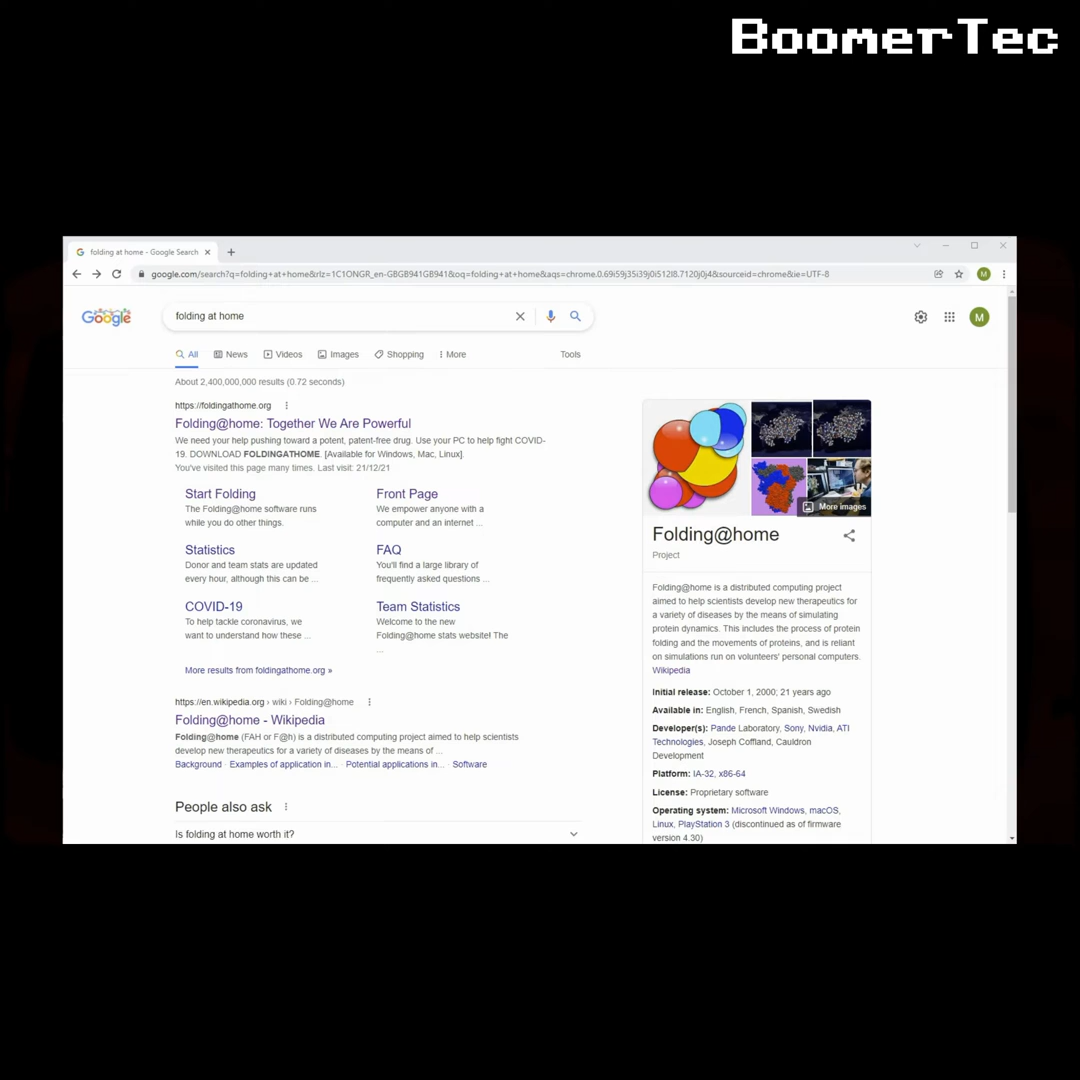 BoomerTec
folding at home - Google Search
google.com/search?q=folding+at+home&rlz=1C1ONGR_en-GBGB941GB941&oq=folding+at+home&aqs=chrome.0.69i59j35i39j0i512l8.7120j0j4&sourceid=chrome&ie=UTF-8
M
Google
folding at home
M
All News Videos Images Shopping More Tools
About 2,400,000,000 results (0.72 seconds)
https://foldingathome.org
Folding@home: Together We Are Powerful
We need your help pushing toward a potent, patent-free drug. Use your PC to help fight COVID-
19. DOWNLOAD FOLDINGATHOME. [Available for Windows, Mac, Linux].
You've visited this page many times. Last visit: 21/12/21
Start Folding
The Folding@home software runs
while you do other things.
Front Page
We empower anyone with a
computer and an internet ...
Statistics
Donor and team stats are updated
every hour, although this can be ...
FAQ
You'll find a large library of
frequently asked questions ...
COVID-19
To help tackle coronavirus, we
want to understand how these ...
Team Statistics
Welcome to the new
Folding@home stats website! The
...
More results from foldingathome.org »
https://en.wikipedia.org › wiki › Folding@home
Folding@home - Wikipedia
Folding@home (FAH or F@h) is a distributed computing project aimed to help scientists
develop new therapeutics for a variety of diseases by the means of ...
Background · Examples of application in... · Potential applications in... · Software
People also ask
Is folding at home worth it?
More images
Folding@home
Project
Folding@home is a distributed computing project
aimed to help scientists develop new therapeutics for
a variety of diseases by the means of simulating
protein dynamics. This includes the process of protein
folding and the movements of proteins, and is reliant
on simulations run on volunteers' personal computers.
Wikipedia
Initial release: October 1, 2000; 21 years ago
Available in: English, French, Spanish, Swedish
Developer(s): Pande Laboratory, Sony, Nvidia, ATI
Technologies, Joseph Coffland, Cauldron
Development
Platform: IA-32, x86-64
License: Proprietary software
Operating system: Microsoft Windows, macOS,
Linux, PlayStation 3 (discontinued as of firmware
version 4.30)